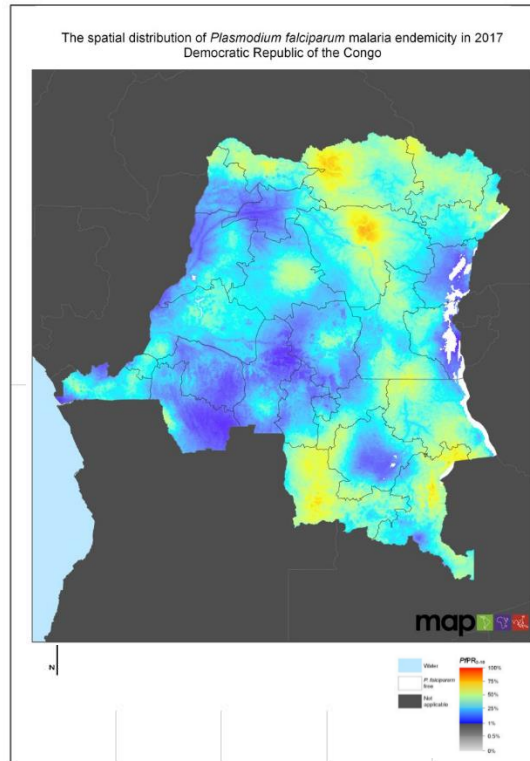 The spatial distribution of Plasmodium falciparum malaria endemicity in 2017
Democratic Republic of the Congo
map
N
Water
P. falciparum
free
Not
applicable
PfPR2-10
100%
75%
50%
25%
1%
0.5%
0%